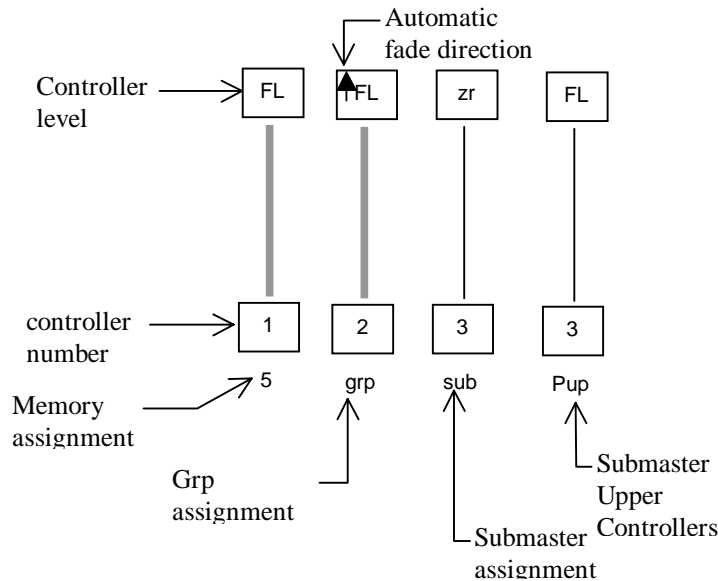 Automatic
fade direction
Controller
level
FL
FL
zr
FL
controller
number
1
2
3
3
5
grp
sub
Pup
Memory
assignment
Grp
assignment
Submaster
Upper
Controllers
Submaster
assignment